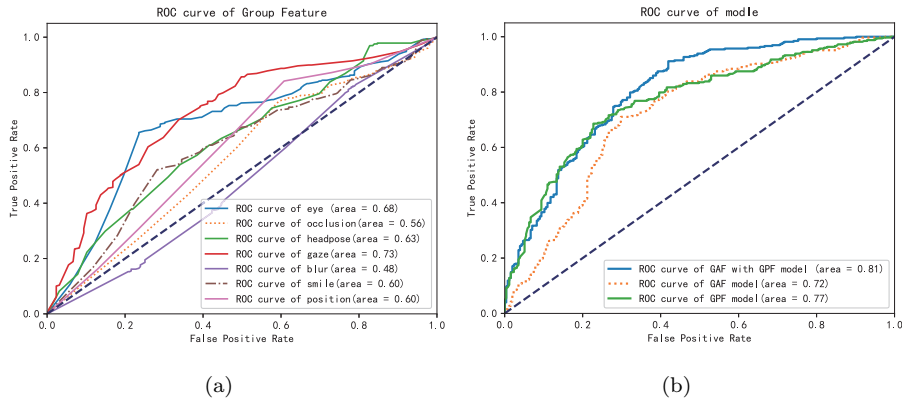 ROC curve of Group Feature
1.0
0.8
0.6
0.4
0.2
0.0
True Positive Rate
ROC curve of eye(area = 0.68)
ROC curve of occlusion(area = 0.56)
ROC curve of headpose(area = 0.63)
ROC curve of gaze(area = 0.73)
ROC curve of blur(area = 0.48)
ROC curve of smile(area = 0.60)
ROC curve of position(area = 0.60)
0.0 0.2 0.4 0.6 0.8 1.0
False Positive Rate
(a)
ROC curve of modle
1.0
0.8
0.6
0.4
0.2
0.0
True Positive Rate
ROC curve of GAF with GPF model (area = 0.81)
ROC curve of GAF model(area = 0.72)
ROC curve of GPF model(area = 0.77)
0.0 0.2 0.4 0.6 0.8 1.0
False Positive Rate
(b)